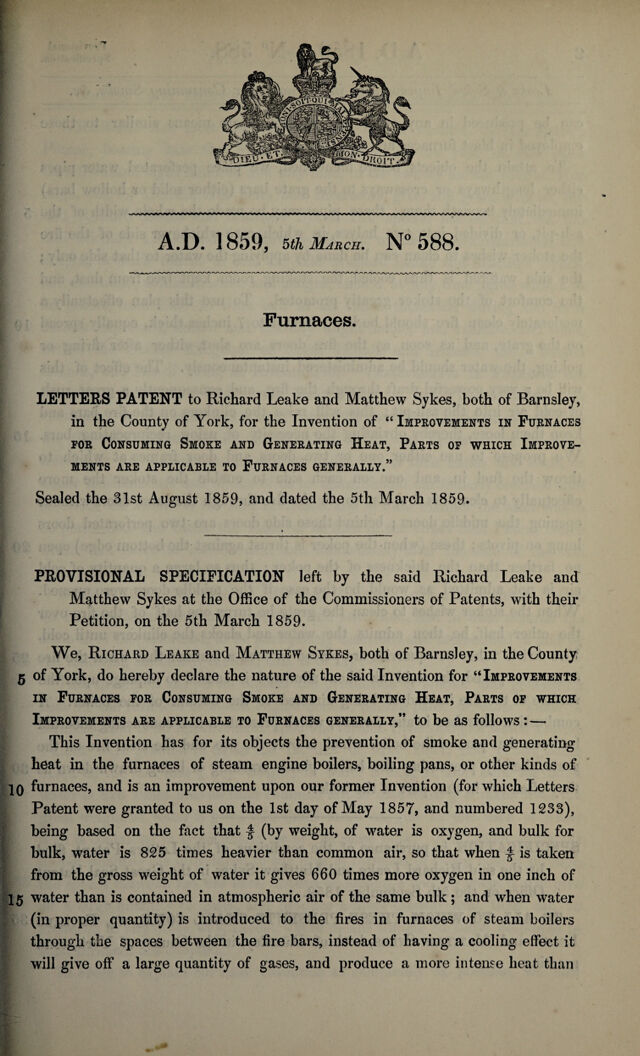 HONI SOIT QUI MAL Y PENSE
DIEU · ET · MON · DROIT ·
A.D. 1859, 5th March. Nº 588.
Furnaces.
LETTERS PATENT to Richard Leake and Matthew Sykes, both of Barnsley,
in the County of York, for the Invention of “ Improvements in Furnaces
for Consuming Smoke and Generating Heat, Parts of which Improve-
ments are applicable to Furnaces generally.”
Sealed the 31st August 1859, and dated the 5th March 1859.
PROVISIONAL SPECIFICATION left by the said Richard Leake and
Matthew Sykes at the Office of the Commissioners of Patents, with their
Petition, on the 5th March 1859.
We, Richard Leake and Matthew Sykes, both of Barnsley, in the County
5 of York, do hereby declare the nature of the said Invention for “Improvements
in Furnaces for Consuming Smoke and Generating Heat, Parts of which
Improvements are applicable to Furnaces generally,” to be as follows :—
This Invention has for its objects the prevention of smoke and generating
heat in the furnaces of steam engine boilers, boiling pans, or other kinds of
10 furnaces, and is an improvement upon our former Invention (for which Letters
Patent were granted to us on the 1st day of May 1857, and numbered 1233),
being based on the fact that 4/5 (by weight, of water is oxygen, and bulk for
bulk, water is 825 times heavier than common air, so that when 4/5 is taken
from the gross weight of water it gives 660 times more oxygen in one inch of
15 water than is contained in atmospheric air of the same bulk ; and when water
(in proper quantity) is introduced to the fires in furnaces of steam boilers
through the spaces between the fire bars, instead of having a cooling effect it
will give off a large quantity of gases, and produce a more intense heat than